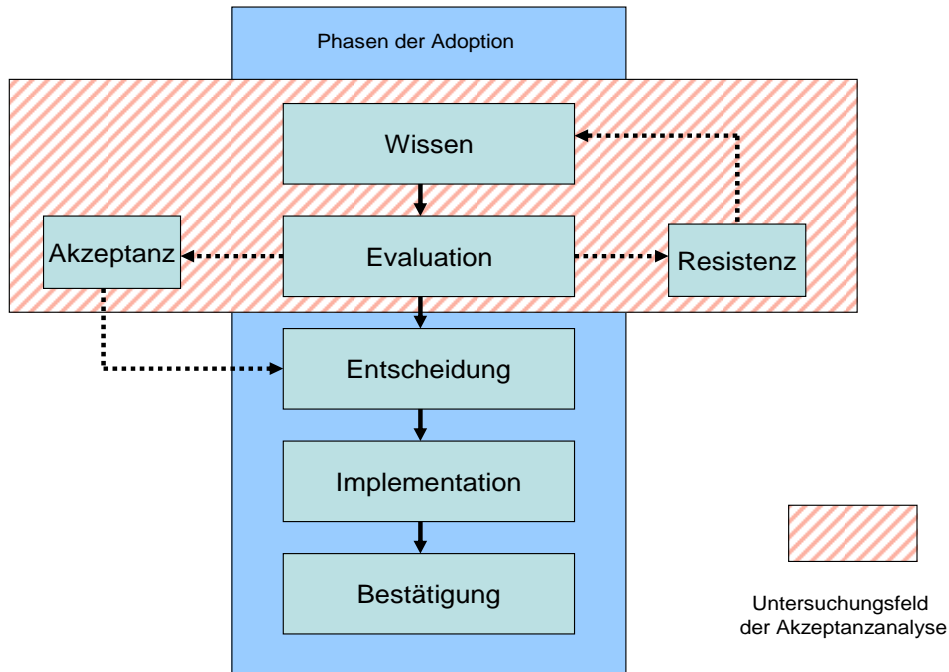 Phasen der Adoption
Wissen
Akzeptanz
Evaluation
Resistenz
Entscheidung
Implementation
Bestätigung
Untersuchungsfeld
der Akzeptanzanalyse